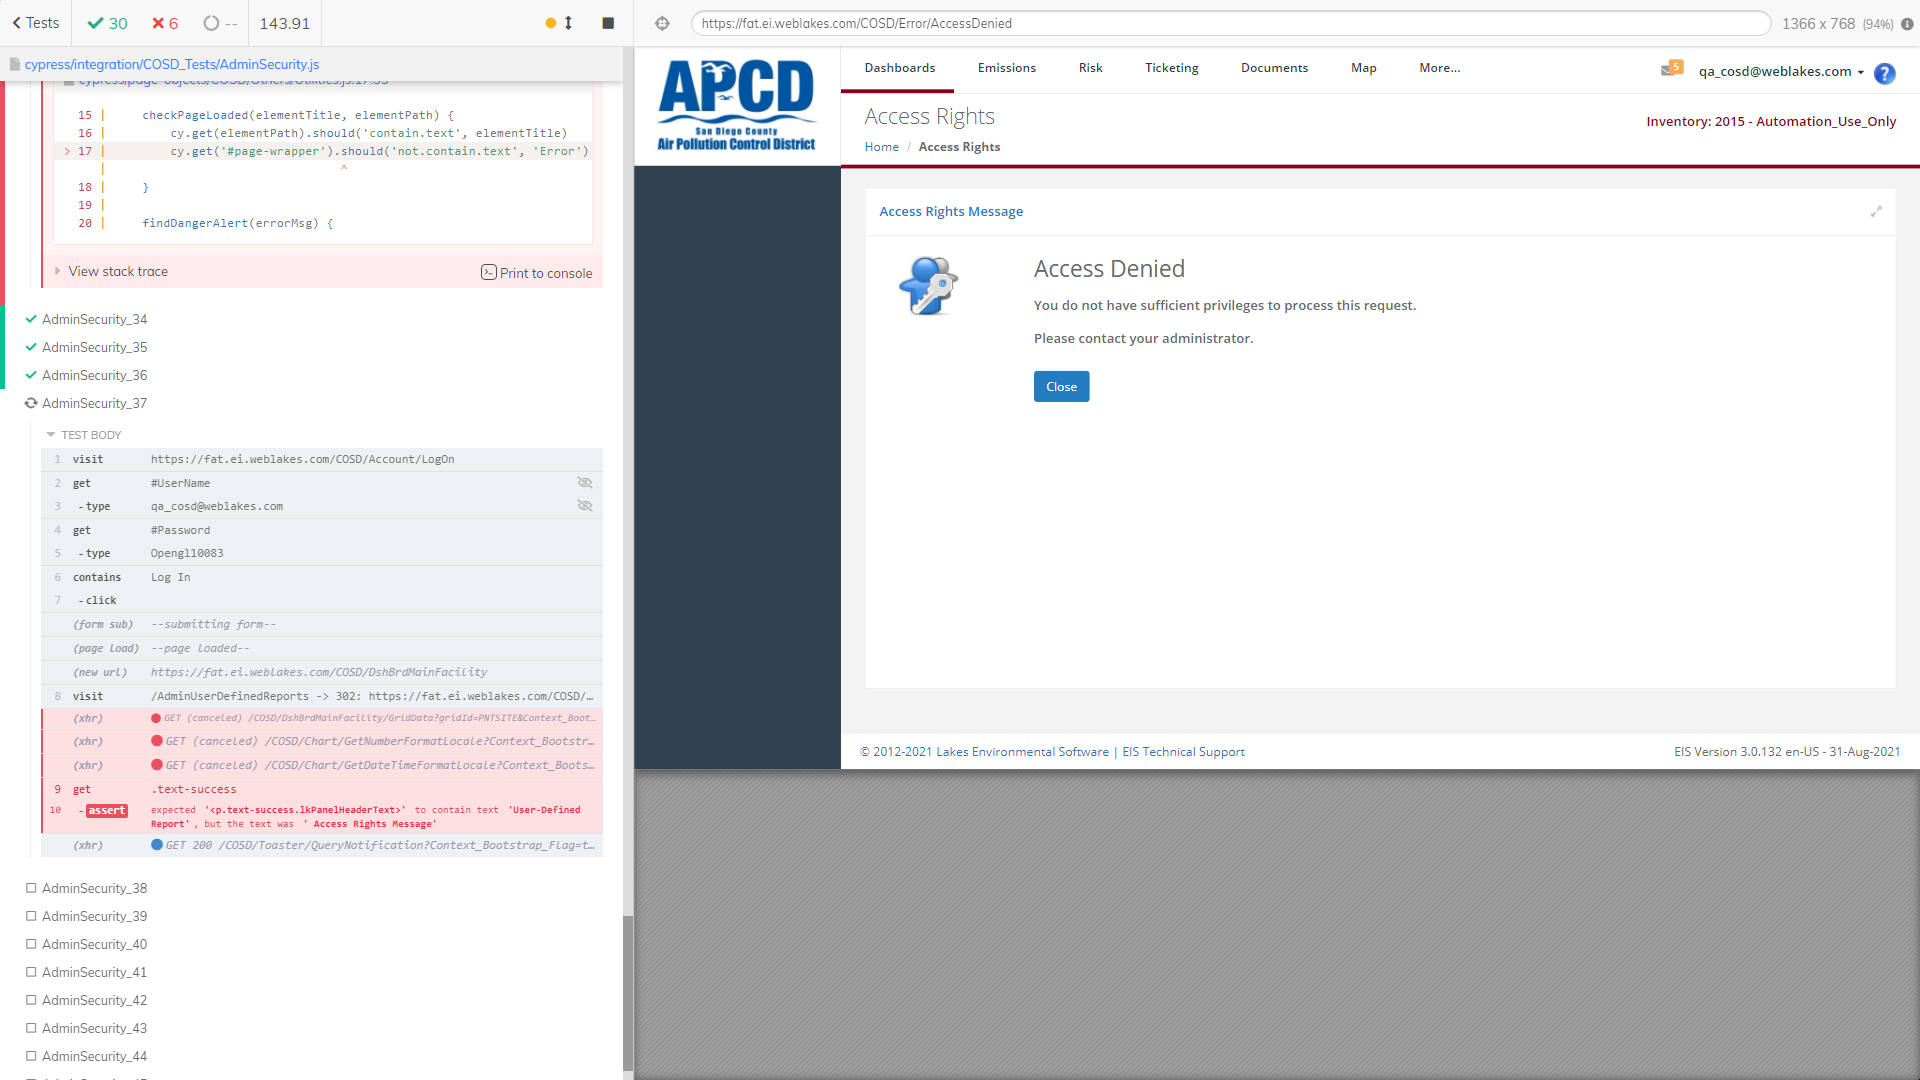 Tests
30
6
--
143.91
cypress/integration/COSD_Tests/AdminSecurity.js
15 | checkPageLoaded(elementTitle, elementPath) {
16 | cy.get(elementPath).should('contain.text', elementTitle)
> 17 | cy.get('#page-wrapper').should('not.contain.text', 'Error')
| ^
18 | }
19 |
20 | findDangerAlert(errorMsg) {
View stack trace
Print to console
AdminSecurity_34
AdminSecurity_35
AdminSecurity_36
AdminSecurity_37
TEST BODY
1 visit https://fat.ei.weblakes.com/COSD/Account/LogOn
2 get #UserName
3 -type qa_cosd@weblakes.com
4 get #Password
5 -type Opengl10083
6 contains Log In
7 -click
(form sub) --submitting form--
(page load) --page loaded--
(new url) https://fat.ei.weblakes.com/COSD/DshBrdMainFacility
8 visit /AdminUserDefinedReports -> 302: https://fat.ei.weblakes.com/COSD/…
(xhr) GET (canceled) /COSD/DshBrdMainFacility/GridData?gridId=PNTSITE&Context_Boot…
(xhr) GET (canceled) /COSD/Chart/GetNumberFormatLocale?Context_Bootstr…
(xhr) GET (canceled) /COSD/Chart/GetDateTimeFormatLocale?Context_Boots…
9 get .text-success
10 -assert expected '<p.text-success.lkPanelHeaderText>' to contain text 'User-Defined
Report', but the text was ' Access Rights Message'
(xhr) GET 200 /COSD/Toaster/QueryNotification?Context_Bootstrap_Flag=t…
AdminSecurity_38
AdminSecurity_39
AdminSecurity_40
AdminSecurity_41
AdminSecurity_42
AdminSecurity_43
AdminSecurity_44
https://fat.ei.weblakes.com/COSD/Error/AccessDenied
1366 x 768 (94%)
APCD
San Diego County
Air Pollution Control District
Dashboards
Emissions
Risk
Ticketing
Documents
Map
More...
5
qa_cosd@weblakes.com
?
Access Rights
Inventory: 2015 - Automation_Use_Only
Home / Access Rights
Access Rights Message
Access Denied
You do not have sufficient privileges to process this request.
Please contact your administrator.
Close
© 2012-2021 Lakes Environmental Software | EIS Technical Support
EIS Version 3.0.132 en-US - 31-Aug-2021